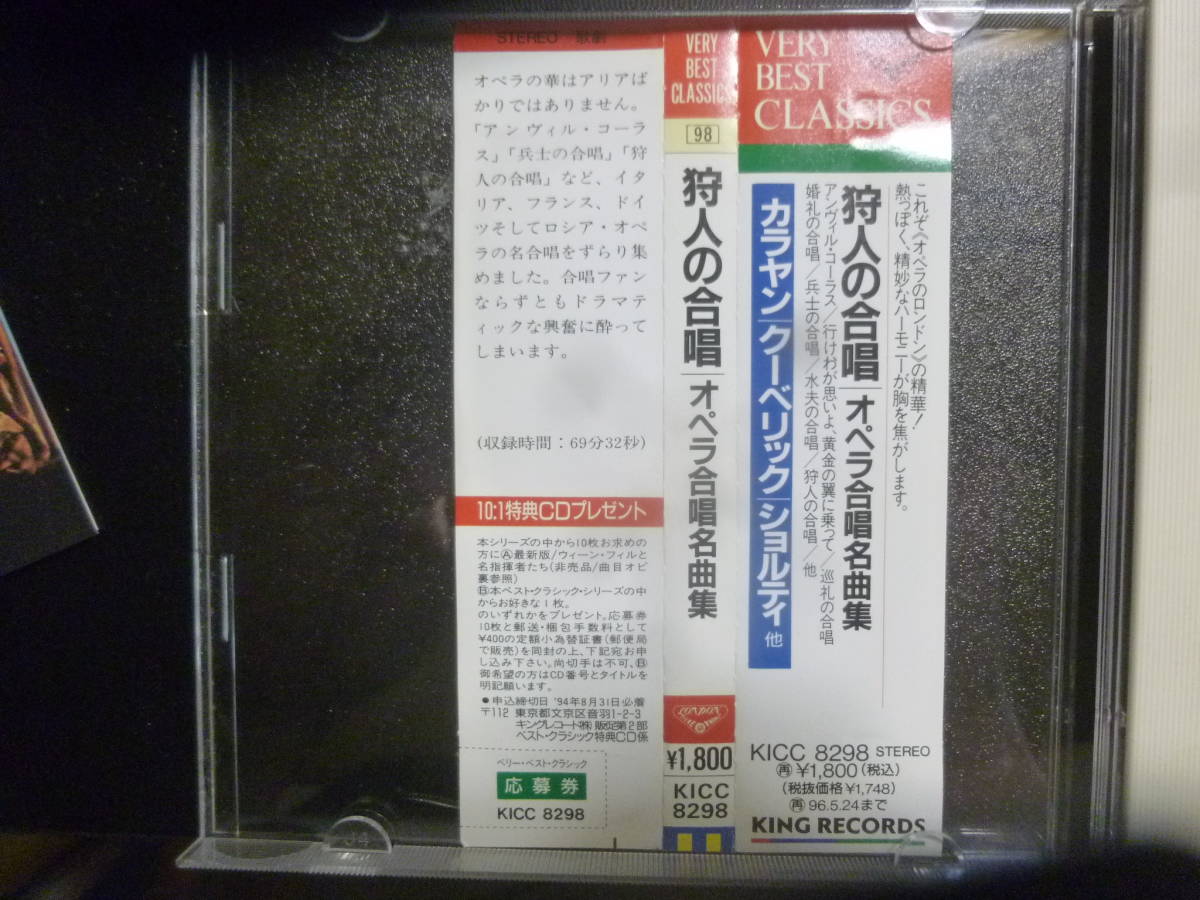 STEREO 歌劇
オペラの華はアリアば
かりではありません。
「アンヴィル・コーラ
ス」「兵士の合唱」「狩
人の合唱」など、イタ
リア、フランス、ドイ
ツそしてロシア・オペ
ラの名合唱をずらり集
めました。合唱ファン
ならずともドラマテ
ィックな興奮に酔って
しまいます。
(収録時間:69分32秒)
10:1特典CDプレゼント
本シリーズの中から10枚お求めの
方にⒶ最新版/ウィーン・フィルと
名指揮者たち(非売品/曲目オビ
裏参照)
Ⓑ本ベスト・クラシック・シリーズの中
からお好きな1枚。
のいずれかをプレゼント。応募券
10枚と郵送・梱包手数料として
¥400の定額小為替証書(郵便局
で販売)を同封の上、下記宛お申
し込み下さい。尚切手は不可、Ⓑ
御希望の方はCD番号とタイトルを
明記願います。
●申込締切日 '94年8月31日必着
〒112 東京都文京区音羽1-2-3
キングレコード㈱販売第2部
ベスト・クラシック特典CD係
ベリー・ベスト・クラシック
応募券
KICC 8298
VERY
BEST
CLASSICS
98
狩人の合唱 オペラ合唱名曲集
LONDON
¥1,800
KICC
8298
VERY
BEST
CLASSICS
これぞ《オペラのロンドン》の精華!
熱っぽく、精妙なハーモニーが胸を焦がします。
狩人の合唱 オペラ合唱名曲集
アンヴィル・コーラス/行けわが思いよ、黄金の翼に乗って/巡礼の合唱
婚礼の合唱/兵士の合唱/水夫の合唱/狩人の合唱/他
カラヤン クーベリック ショルティ 他
KICC 8298 STEREO
㊢¥1,800(税込)
(税抜価格¥1,748)
㊢96.5.24まで
KING RECORDS